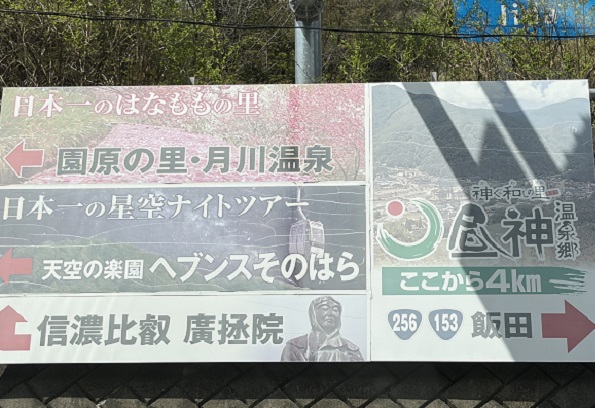 日本一のはなももの里
園原の里・月川温泉
日本一の星空ナイトツアー
天空の楽園 ヘブンスそのはら
信濃比叡 廣拯院
神く和しの里
昼神
温泉郷
ここから4km
256 153 飯田